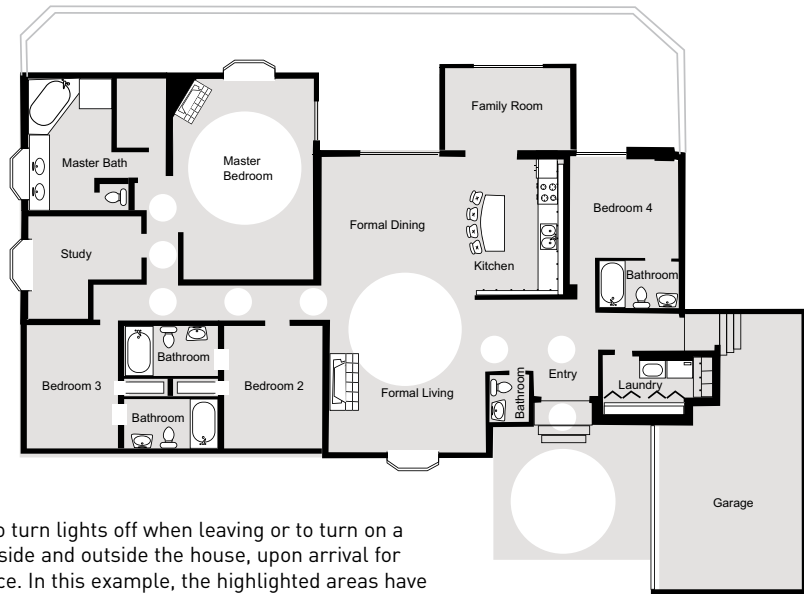 Family Room
Master Bath
Master
Bedroom
Bedroom 4
Formal Dining
Study
Kitchen
Bathroom
Bathroom
Bedroom 3
Bedroom 2
Formal Living
Bathroom
Entry
Laundry
Bathroom
Garage
o turn lights off when leaving or to turn on a
side and outside the house, upon arrival for
ce. In this example, the highlighted areas have